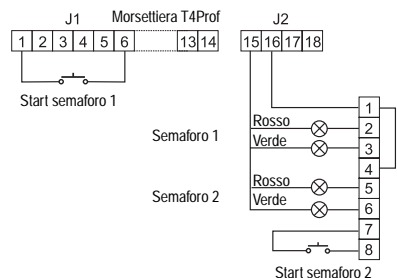 J1 Morsettiera T4Prof J2
1 2 3 4 5 6 13 14 15 16 17 18
Start semaforo 1
1
Semaforo 1 Rosso 2
Verde 3
4
Semaforo 2 Rosso 5
Verde 6
7
8
Start semaforo 2